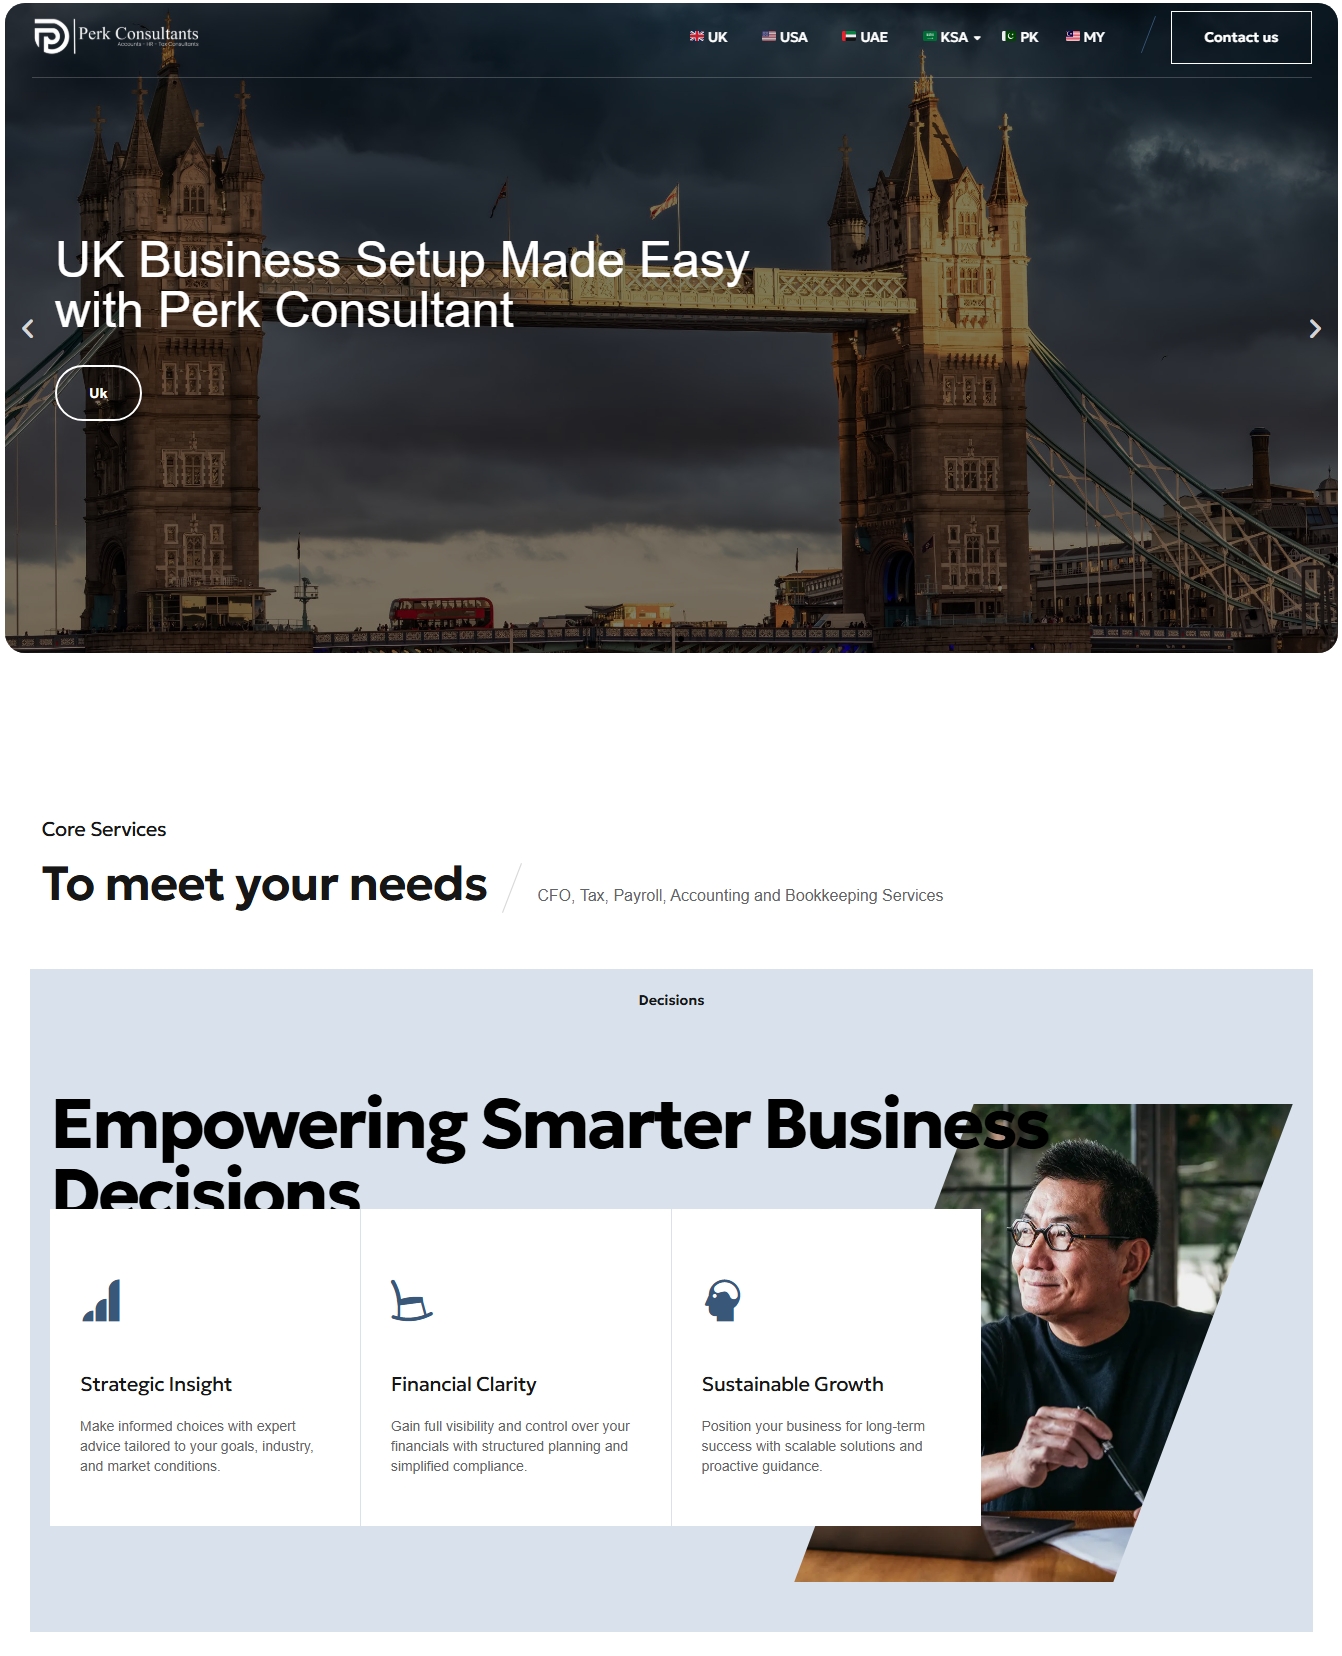 Perk Consultants
Accounts - HR - Tax Consultants
UK
USA
UAE
KSA
PK
MY
Contact us
UK Business Setup Made Easy
with Perk Consultant
Uk
Core Services
To meet your needs
CFO, Tax, Payroll, Accounting and Bookkeeping Services
Decisions
Empowering Smarter Business
Decisions
Strategic Insight
Make informed choices with expert
advice tailored to your goals, industry,
and market conditions.
Financial Clarity
Gain full visibility and control over your
financials with structured planning and
simplified compliance.
Sustainable Growth
Position your business for long-term
success with scalable solutions and
proactive guidance.